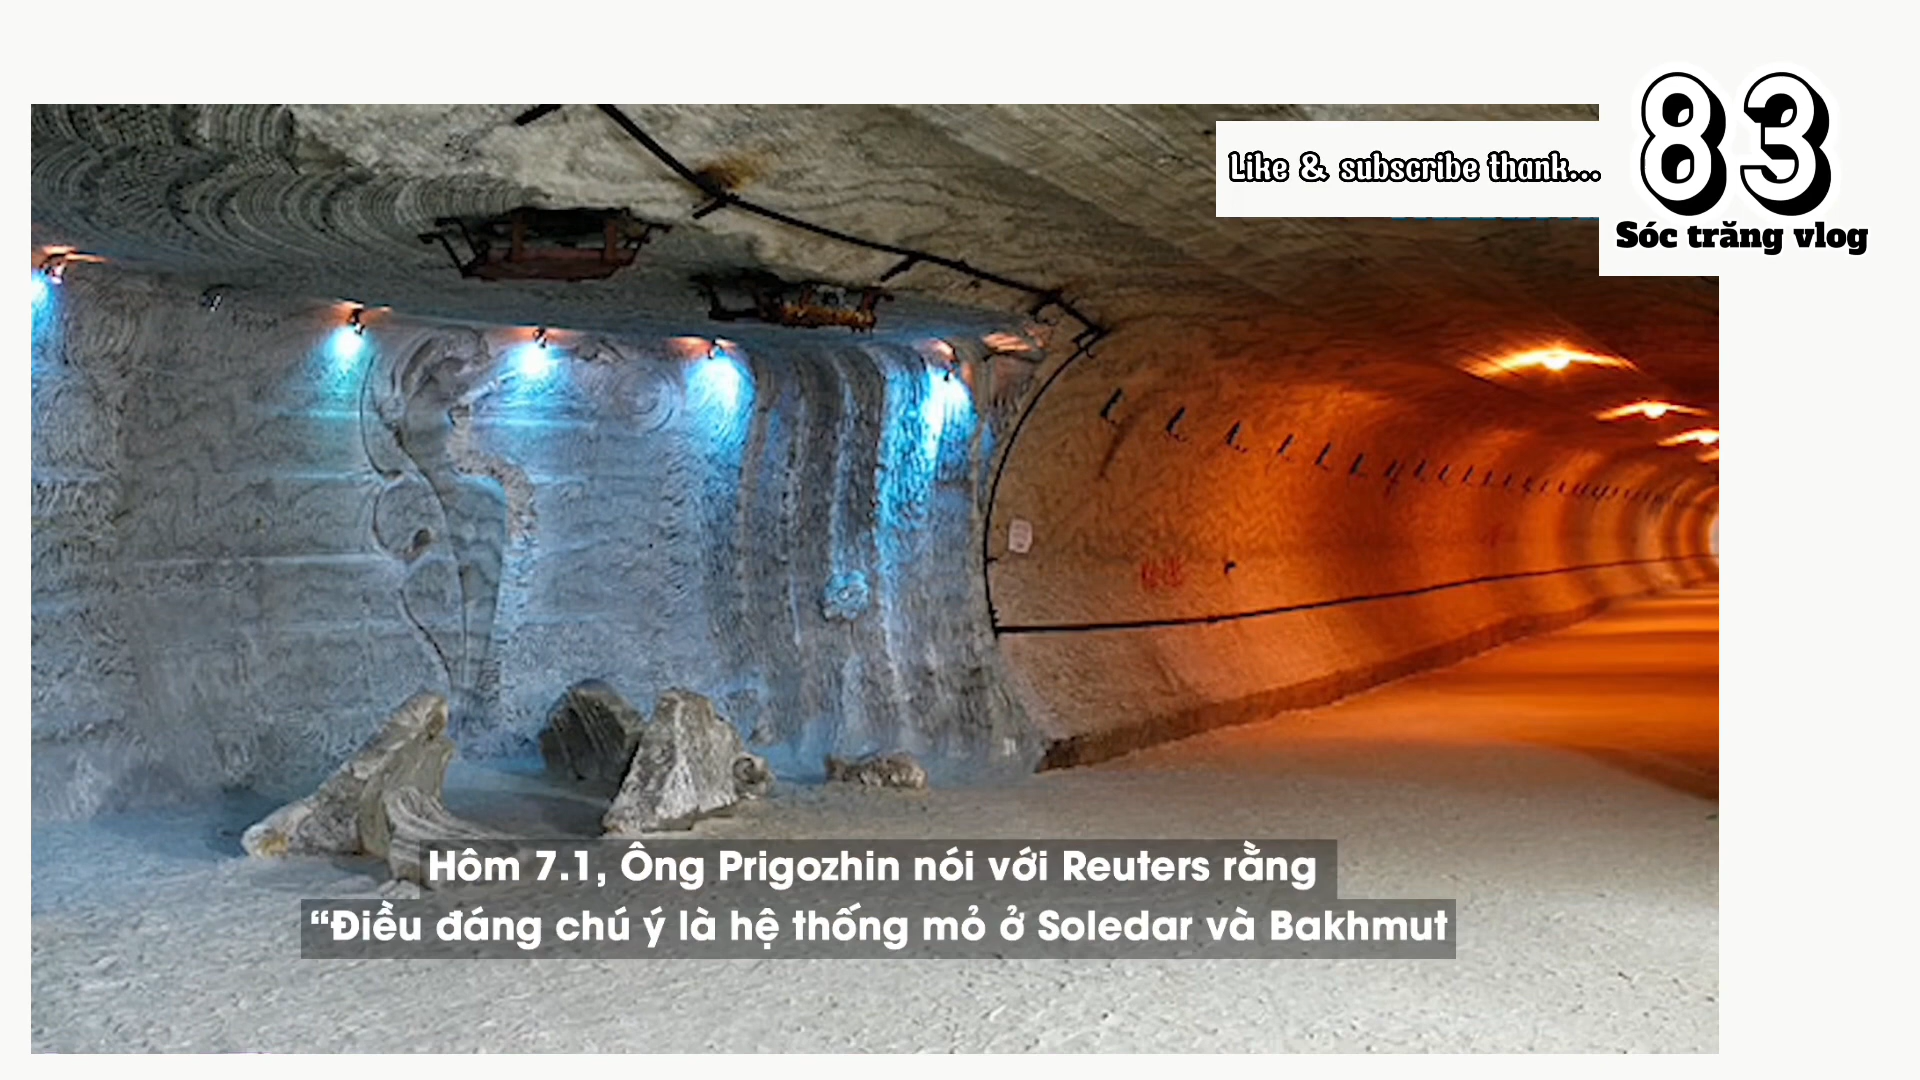 Like & subscribe thank...
83
Sóc trăng vlog
Hôm 7.1, Ông Prigozhin nói với Reuters rằng
“Điều đáng chú ý là hệ thống mỏ ở Soledar và Bakhmut